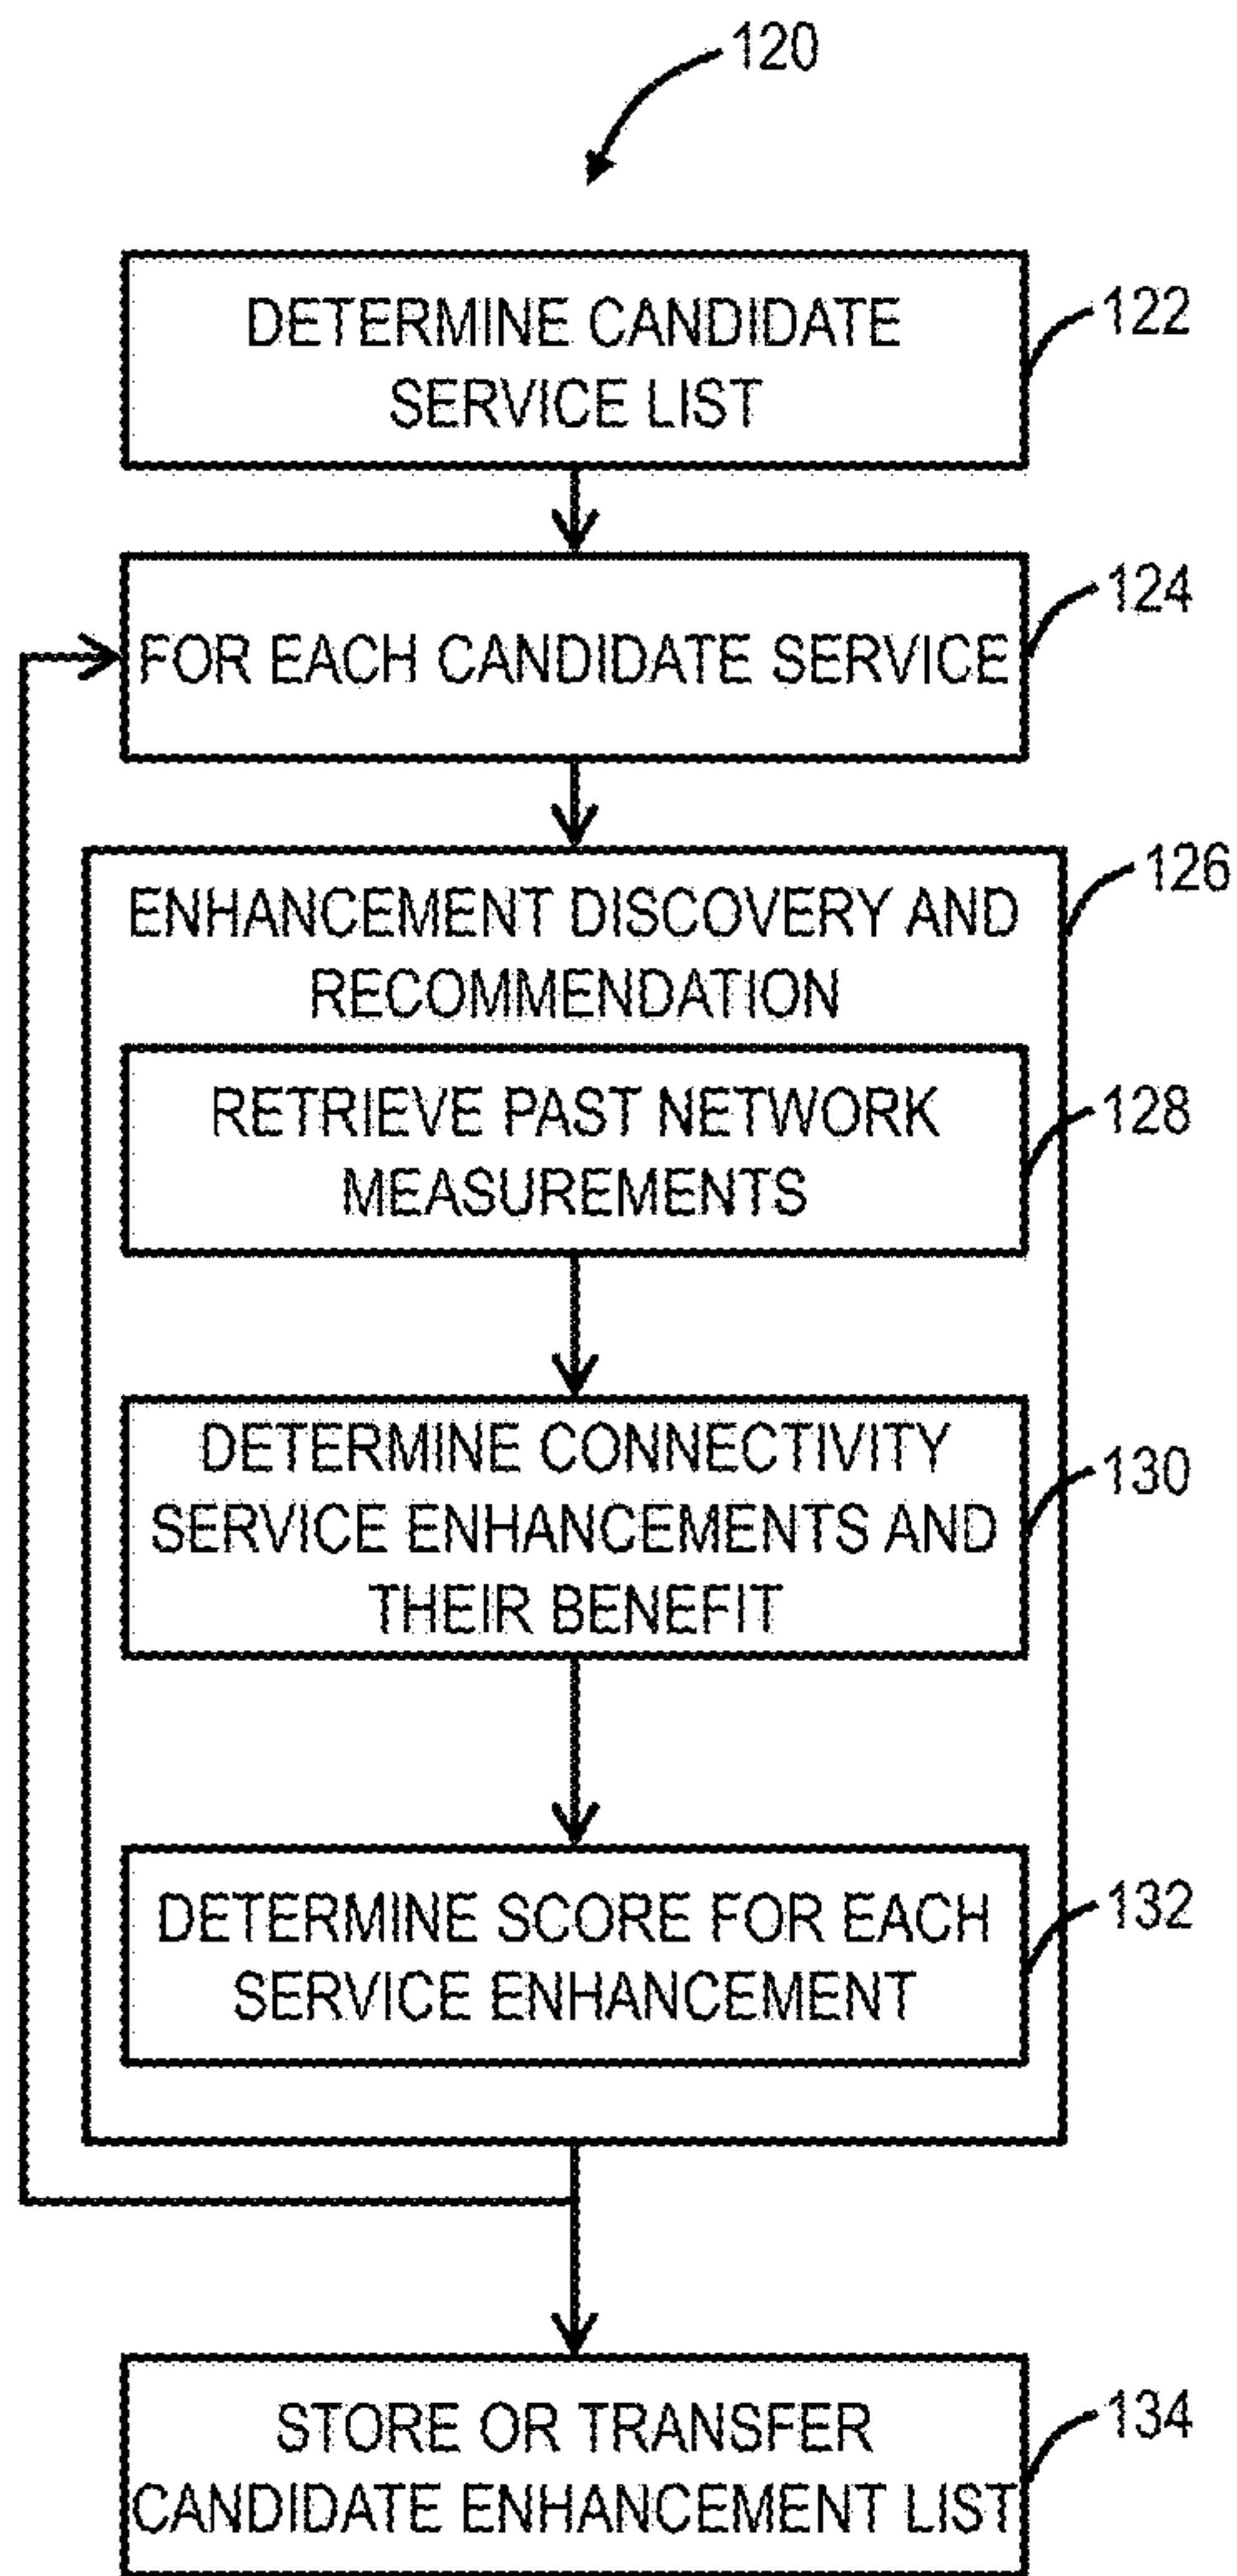 120
DETERMINE CANDIDATE
SERVICE LIST
122
FOR EACH CANDIDATE SERVICE
124
ENHANCEMENT DISCOVERY AND
RECOMMENDATION
126
RETRIEVE PAST NETWORK
MEASUREMENTS
128
DETERMINE CONNECTIVITY
SERVICE ENHANCEMENTS AND
THEIR BENEFIT
130
DETERMINE SCORE FOR EACH
SERVICE ENHANCEMENT
132
STORE OR TRANSFER
CANDIDATE ENHANCEMENT LIST
134